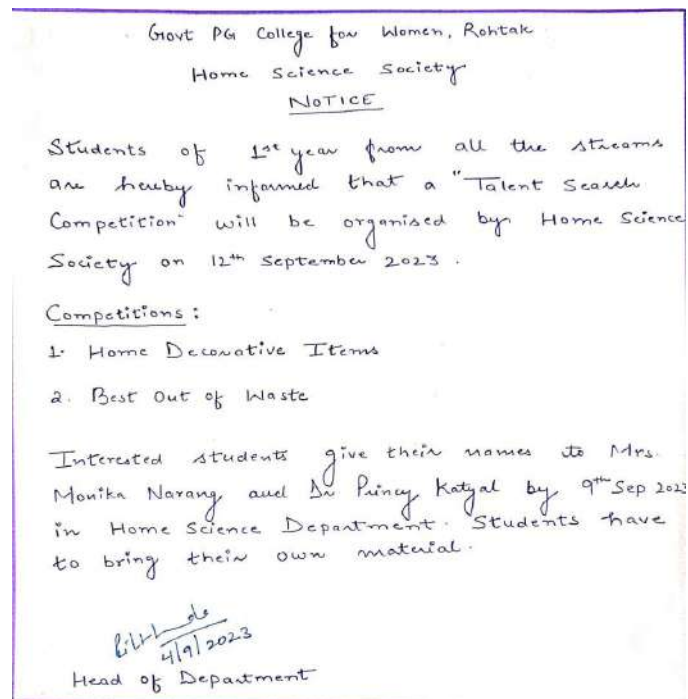 Govt PG College for Women, Rohtak
Home Science Society
NOTICE
Students of 1st year from all the streams
are hereby informed that a "Talent Search
Competition" will be organised by Home Science
Society on 12th September 2023.
Competitions:
1. Home Decorative Items
2. Best Out of Waste
Interested students give their names to Mrs.
Monika Narang and Dr Princy Katyal by 9th Sep 2023
in Home Science Department. Students have
to bring their own material.
4/9/2023
Head of Department